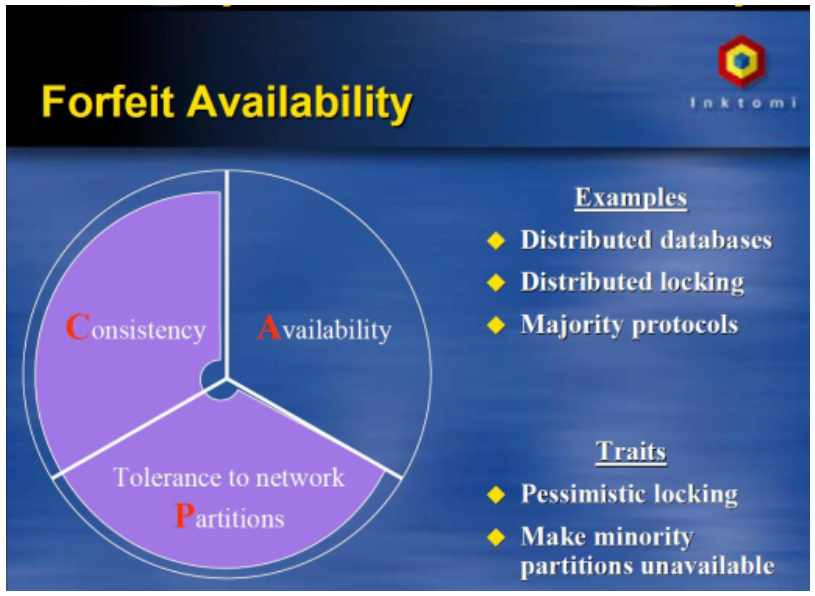 Forfeit Availability
Inktomi
Consistency
Availability
Tolerance to network
Partitions
Examples
Distributed databases
Distributed locking
Majority protocols
Traits
Pessimistic locking
Make minority
partitions unavailable